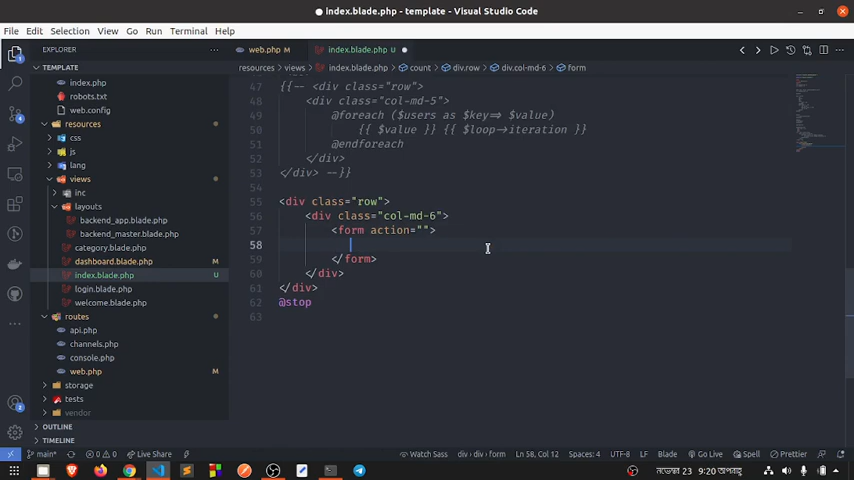 index.blade.php - template - Visual Studio Code
File Edit Selection View Go Run Terminal Help
EXPLORER
web.php M
index.blade.php U
TEMPLATE
resources > views > index.blade.php > count > div.row > div.col-md-6 > form
index.php
robots.txt
web.config
resources
css
js
lang
views
inc
layouts
backend_app.blade.php
backend_master.blade.php
category.blade.php
dashboard.blade.php
index.blade.php U
login.blade.php
welcome.blade.php
routes
api.php
channels.php
console.php
web.php M
storage
tests
vendor
OUTLINE
TIMELINE
47 {{-- <div class="row">
48 <div class="col-md-5">
49 @foreach ($users as $key=> $value)
50 {{ $value }} {{ $loop->iteration }}
51 @endforeach
52 </div>
53 </div> --}}
54
55 <div class="row">
56 <div class="col-md-6">
57 <form action="">
58
59 </form>
60 </div>
61 </div>
62 @stop
63
main* 0 0 Live Share Watch Sass div > div > form Ln 58, Col 12 Spaces: 4 UTF-8 LF Blade Go Live Spell Prettier
নভেম্বর 23 9:20 অপরাহ্ণ